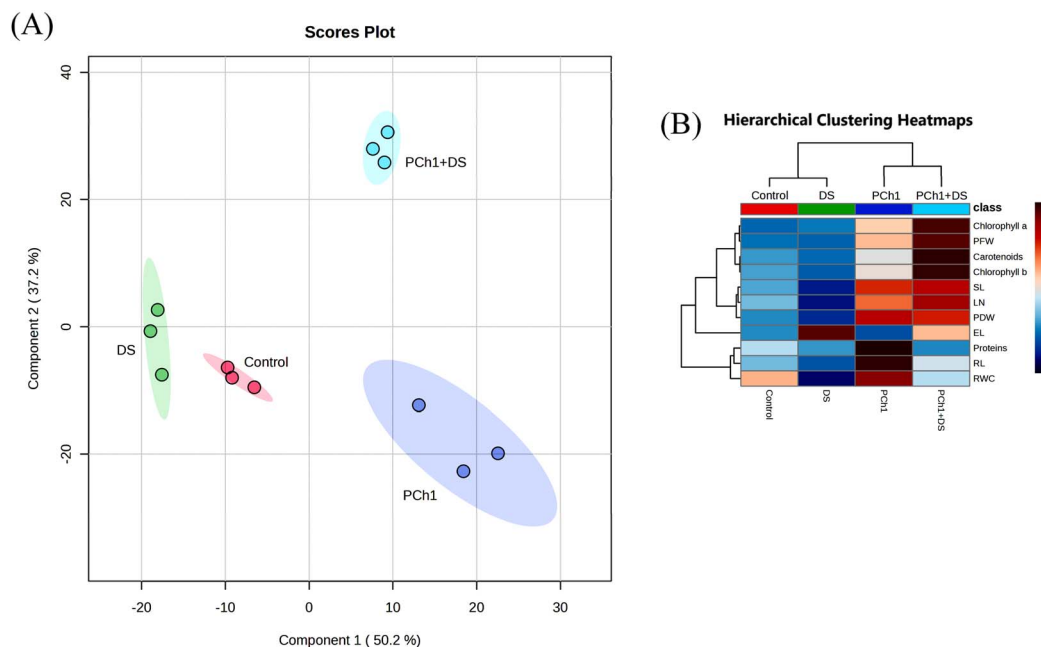 (A)
Scores Plot
Component 2 ( 37.2 %)
40
20
0
-20
PCh1+DS
DS
Control
PCh1
-20 -10 0 10 20 30
Component 1 ( 50.2 %)
(B)
Hierarchical Clustering Heatmaps
Control DS PCh1 PCh1+DS
class
Chlorophyll a
PFW
Carotenoids
Chlorophyll b
SL
LN
PDW
EL
Proteins
RL
RWC
Control DS PCh1 PCh1+DS